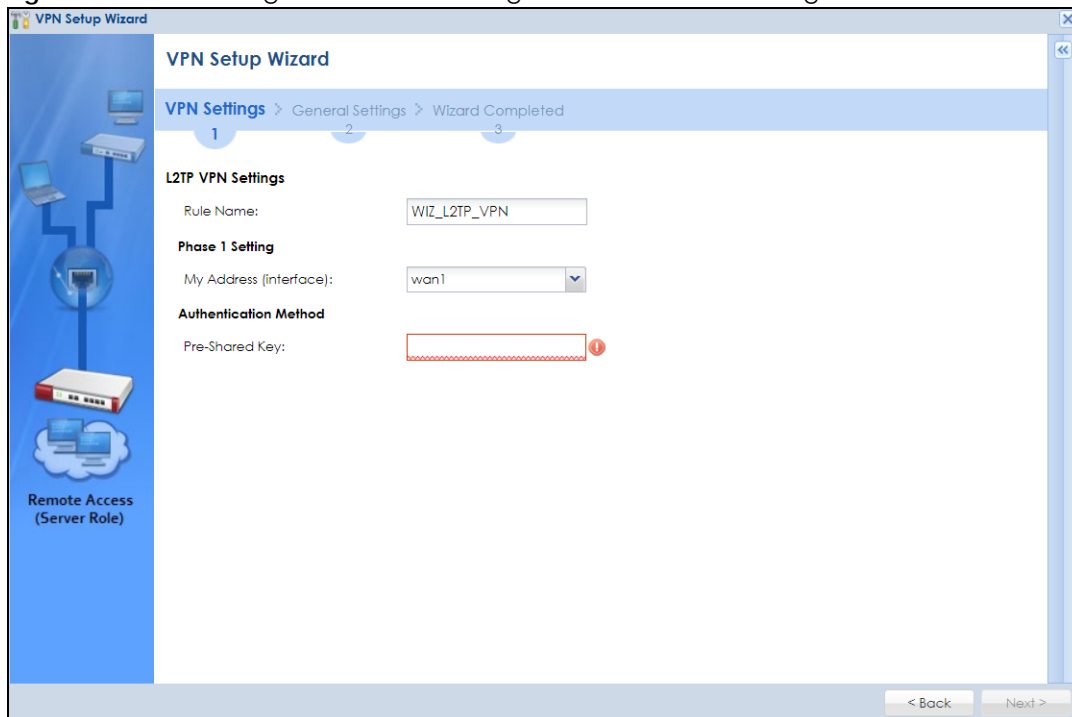 VPN Setup Wizard
VPN Setup Wizard
VPN Settings > General Settings > Wizard Completed
1 2 3
L2TP VPN Settings
Rule Name: WIZ_L2TP_VPN
Phase 1 Setting
My Address (interface): wan1
Authentication Method
Pre-Shared Key:
Remote Access
(Server Role)
< Back Next >